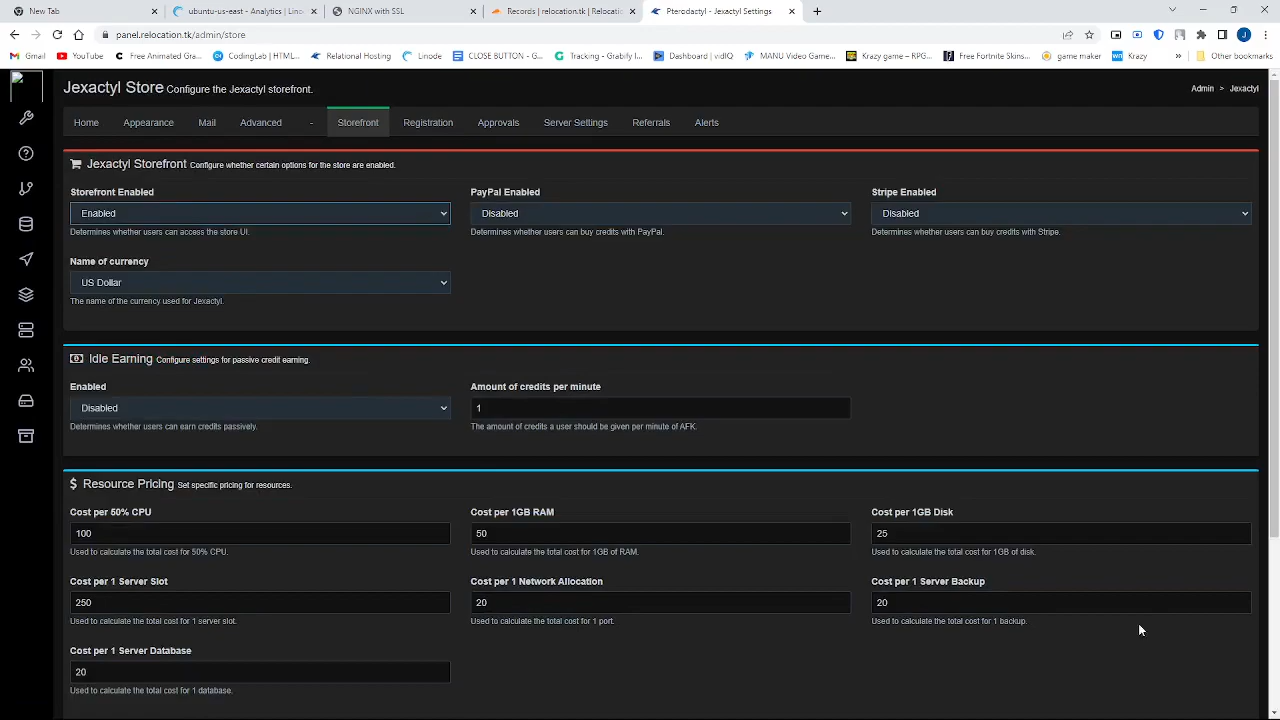 New Tab
ubuntu-us-east - Analytics | Lin
NGINX with SSL
Records | relocation.tk | Relocatio
Pterodactyl - Jexactyl Settings
panel.relocation.tk/admin/store
Gmail
YouTube
Free Animated Gra...
CodingLab | HTML...
Relational Hosting
Linode
CLOSE BUTTON - G...
Tracking - Gtabify I...
Dashboard | vidIQ
MANU Video Game...
Krazy game – RPG...
Free Fortnite Skins...
game maker
Krazy
Other bookmarks
Jexactyl Store Configure the Jexactyl storefront.
Admin > Jexactyl
Home
Appearance
Mail
Advanced
-
Storefront
Registration
Approvals
Server Settings
Referrals
Alerts
Jexactyl Storefront Configure whether certain options for the store are enabled.
Storefront Enabled
PayPal Enabled
Stripe Enabled
Enabled
Disabled
Disabled
Determines whether users can access the store UI.
Determines whether users can buy credits with PayPal.
Determines whether users can buy credits with Stripe.
Name of currency
US Dollar
The name of the currency used for Jexactyl.
Idle Earning Configure settings for passive credit earning.
Enabled
Amount of credits per minute
Disabled
1
Determines whether users can earn credits passively.
The amount of credits a user should be given per minute of AFK.
$ Resource Pricing Set specific pricing for resources.
Cost per 50% CPU
Cost per 1GB RAM
Cost per 1GB Disk
100
50
25
Used to calculate the total cost for 50% CPU.
Used to calculate the total cost for 1GB of RAM.
Used to calculate the total cost for 1GB of disk.
Cost per 1 Server Slot
Cost per 1 Network Allocation
Cost per 1 Server Backup
250
20
20
Used to calculate the total cost for 1 server slot.
Used to calculate the total cost for 1 port.
Used to calculate the total cost for 1 backup.
Cost per 1 Server Database
20
Used to calculate the total cost for 1 database.